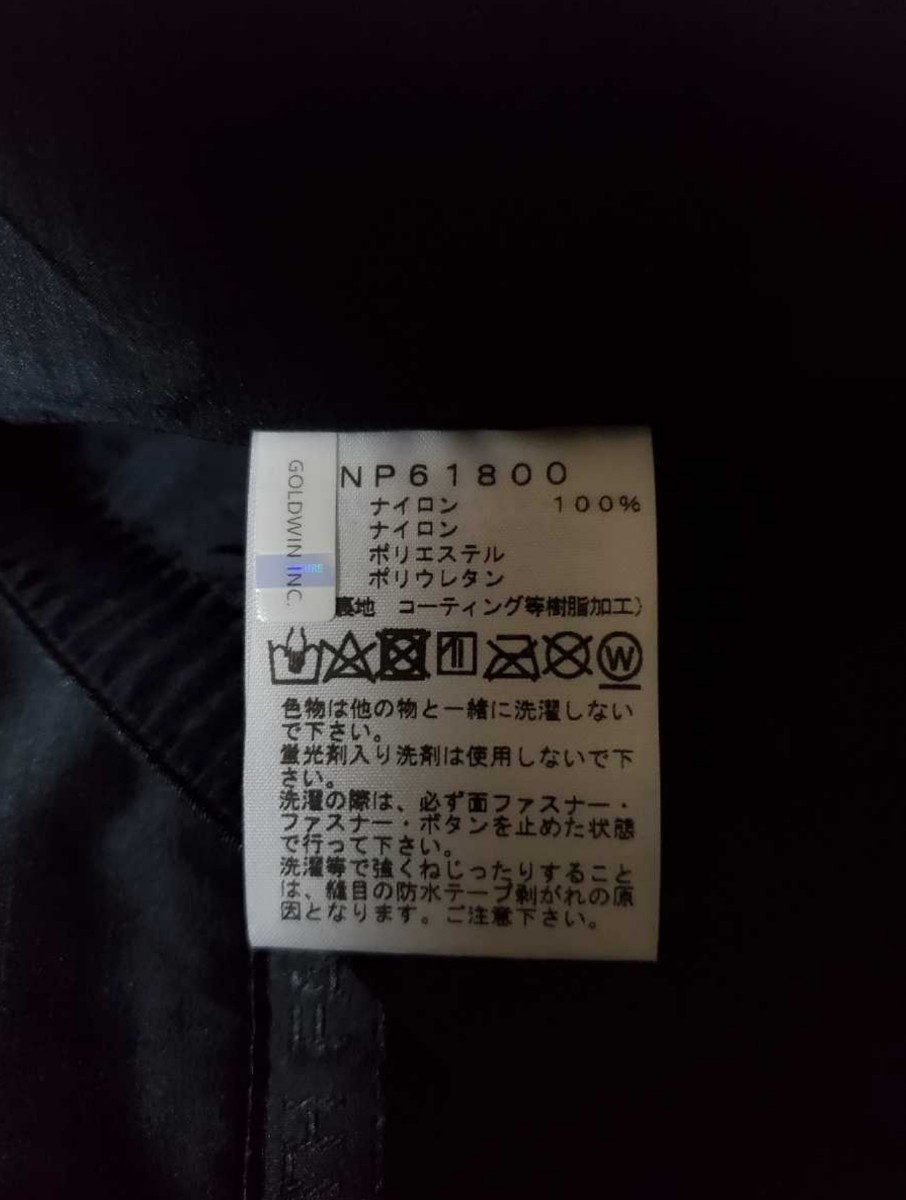 GOLDWIN INC.
NP61800
ナイロン 100%
ナイロン
ポリエステル
ポリウレタン
裏地 コーティング等樹脂加工)
W
色物は他の物と一緒に洗濯しない
で下さい。
蛍光剤入り洗剤は使用しないで下
さい。
洗濯の際は、必ず面ファスナー・
ファスナー・ボタンを止めた状態
で行って下さい。
洗濯等で強くねじったりすること
は、縫目の防水テープ剥がれの原
因となります。ご注意下さい。